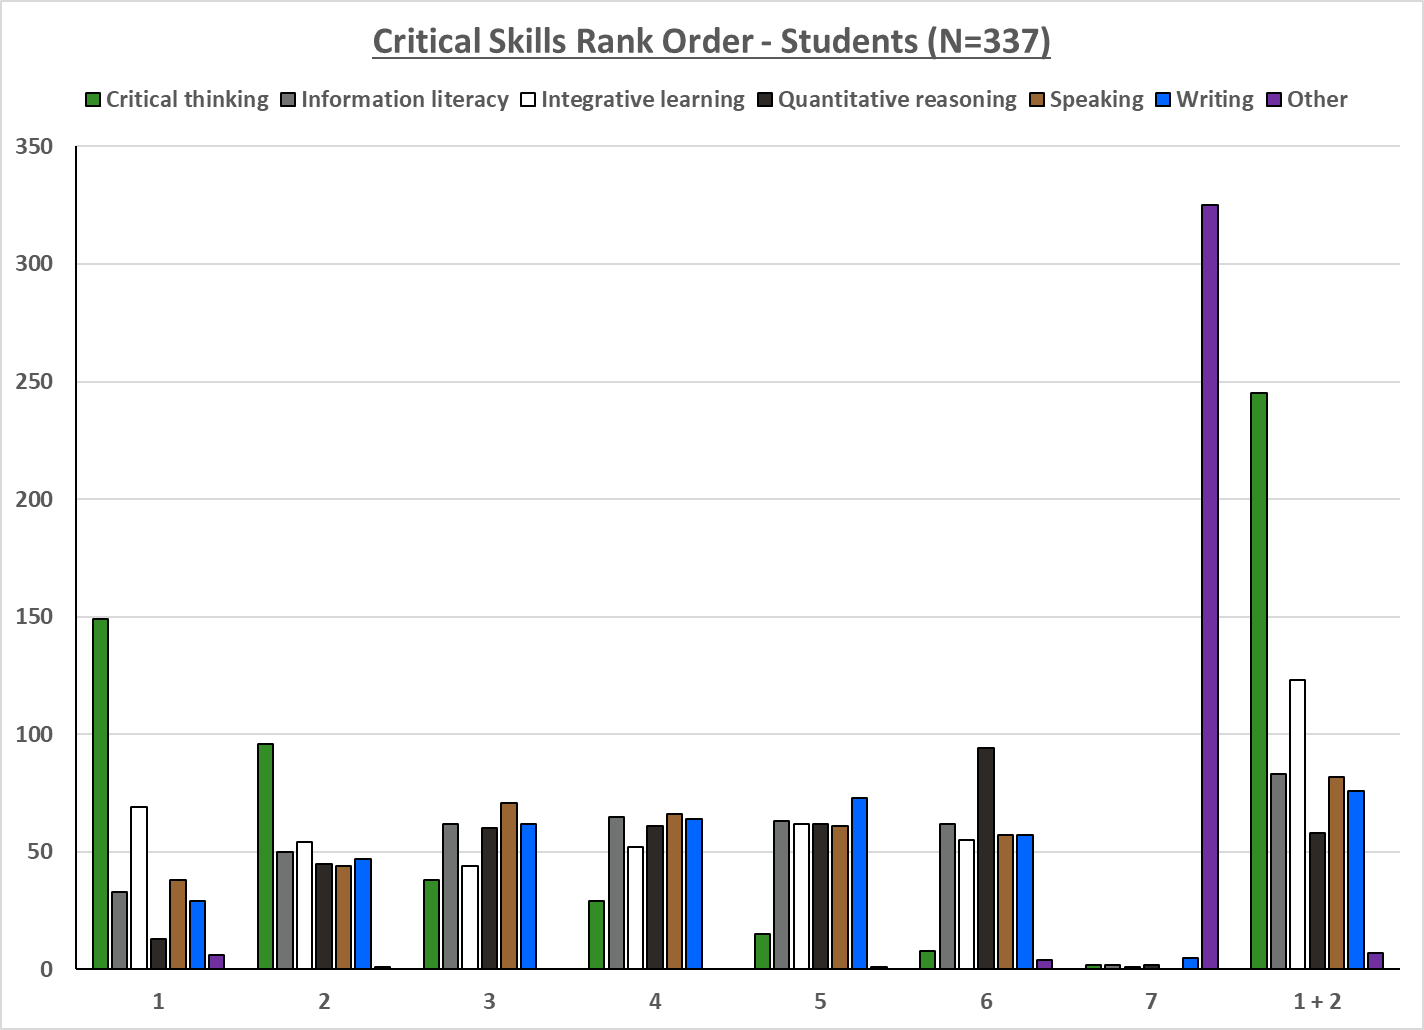 Critical Skills Rank Order - Students (N=337)
Critical thinking Information literacy Integrative learning Quantitative reasoning Speaking Writing Other
350
300
250
200
150
100
50
0
1 2 3 4 5 6 7 1 + 2